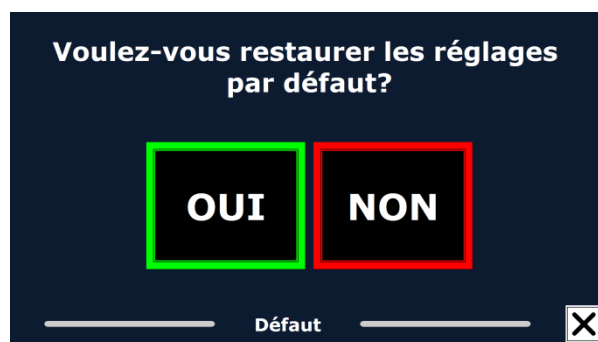 Voulez-vous restaurer les réglages
par défaut?
OUI
NON
Défaut